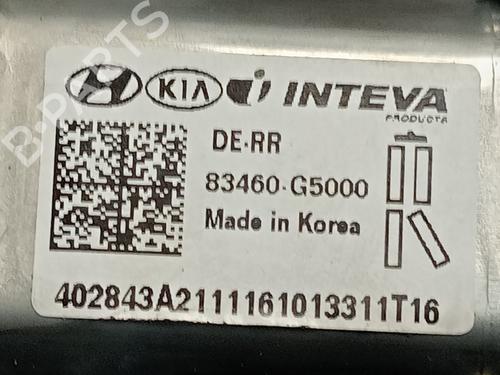 KIA INTEVA
PRODUCTS
DE-RR
83460-G5000
Made in Korea
402843A2111161013311T16
B-PARTS